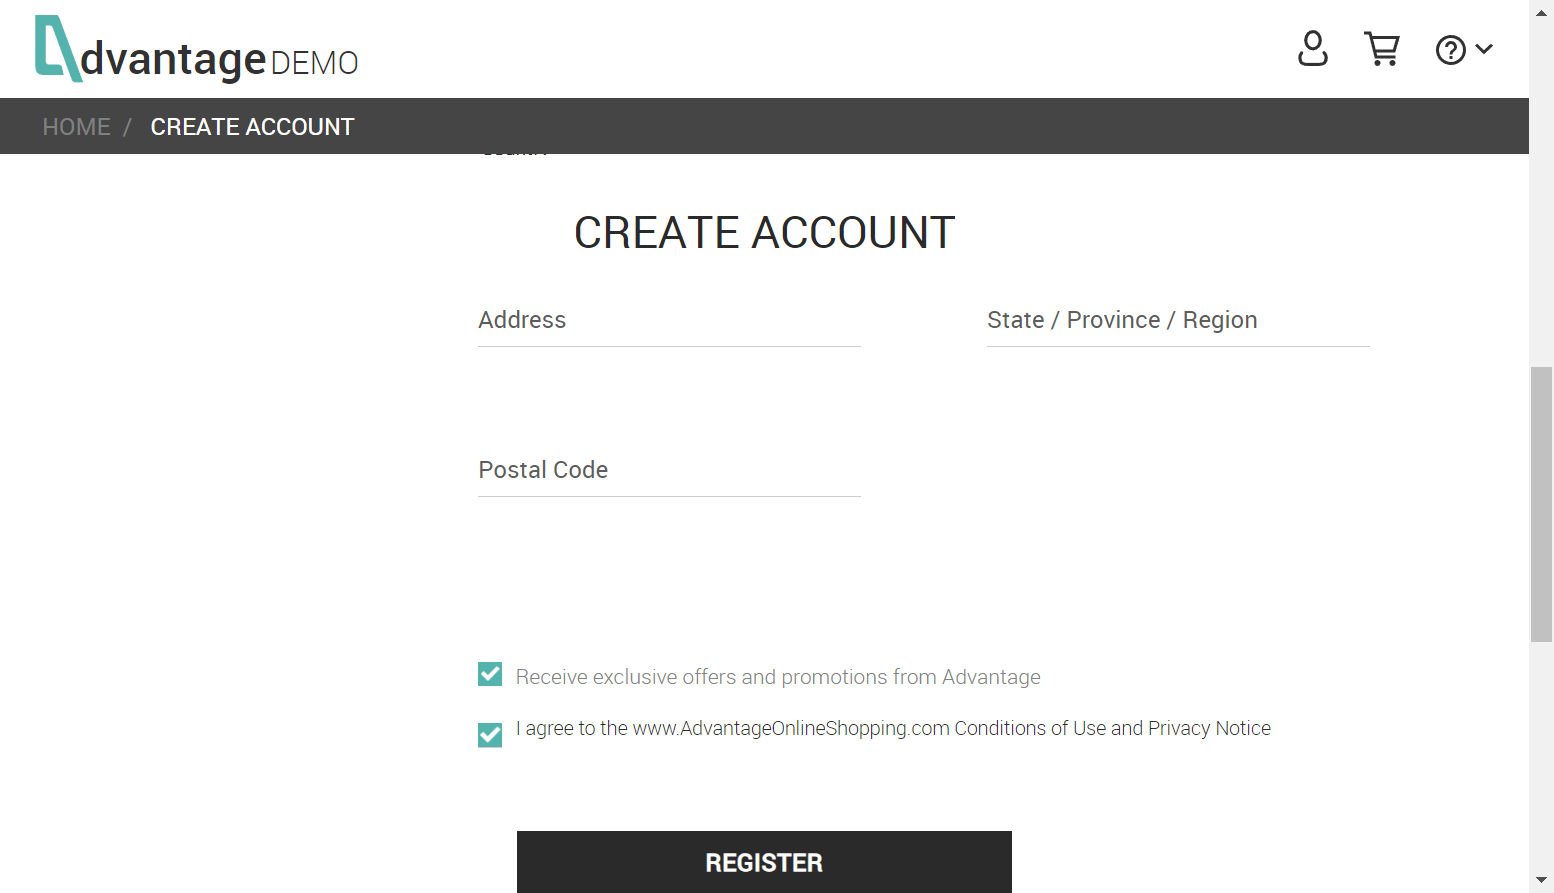 dvantage DEMO
HOME / CREATE ACCOUNT
CREATE ACCOUNT
Address
State / Province / Region
Postal Code
Receive exclusive offers and promotions from Advantage
I agree to the www.AdvantageOnlineShopping.com Conditions of Use and Privacy Notice
REGISTER